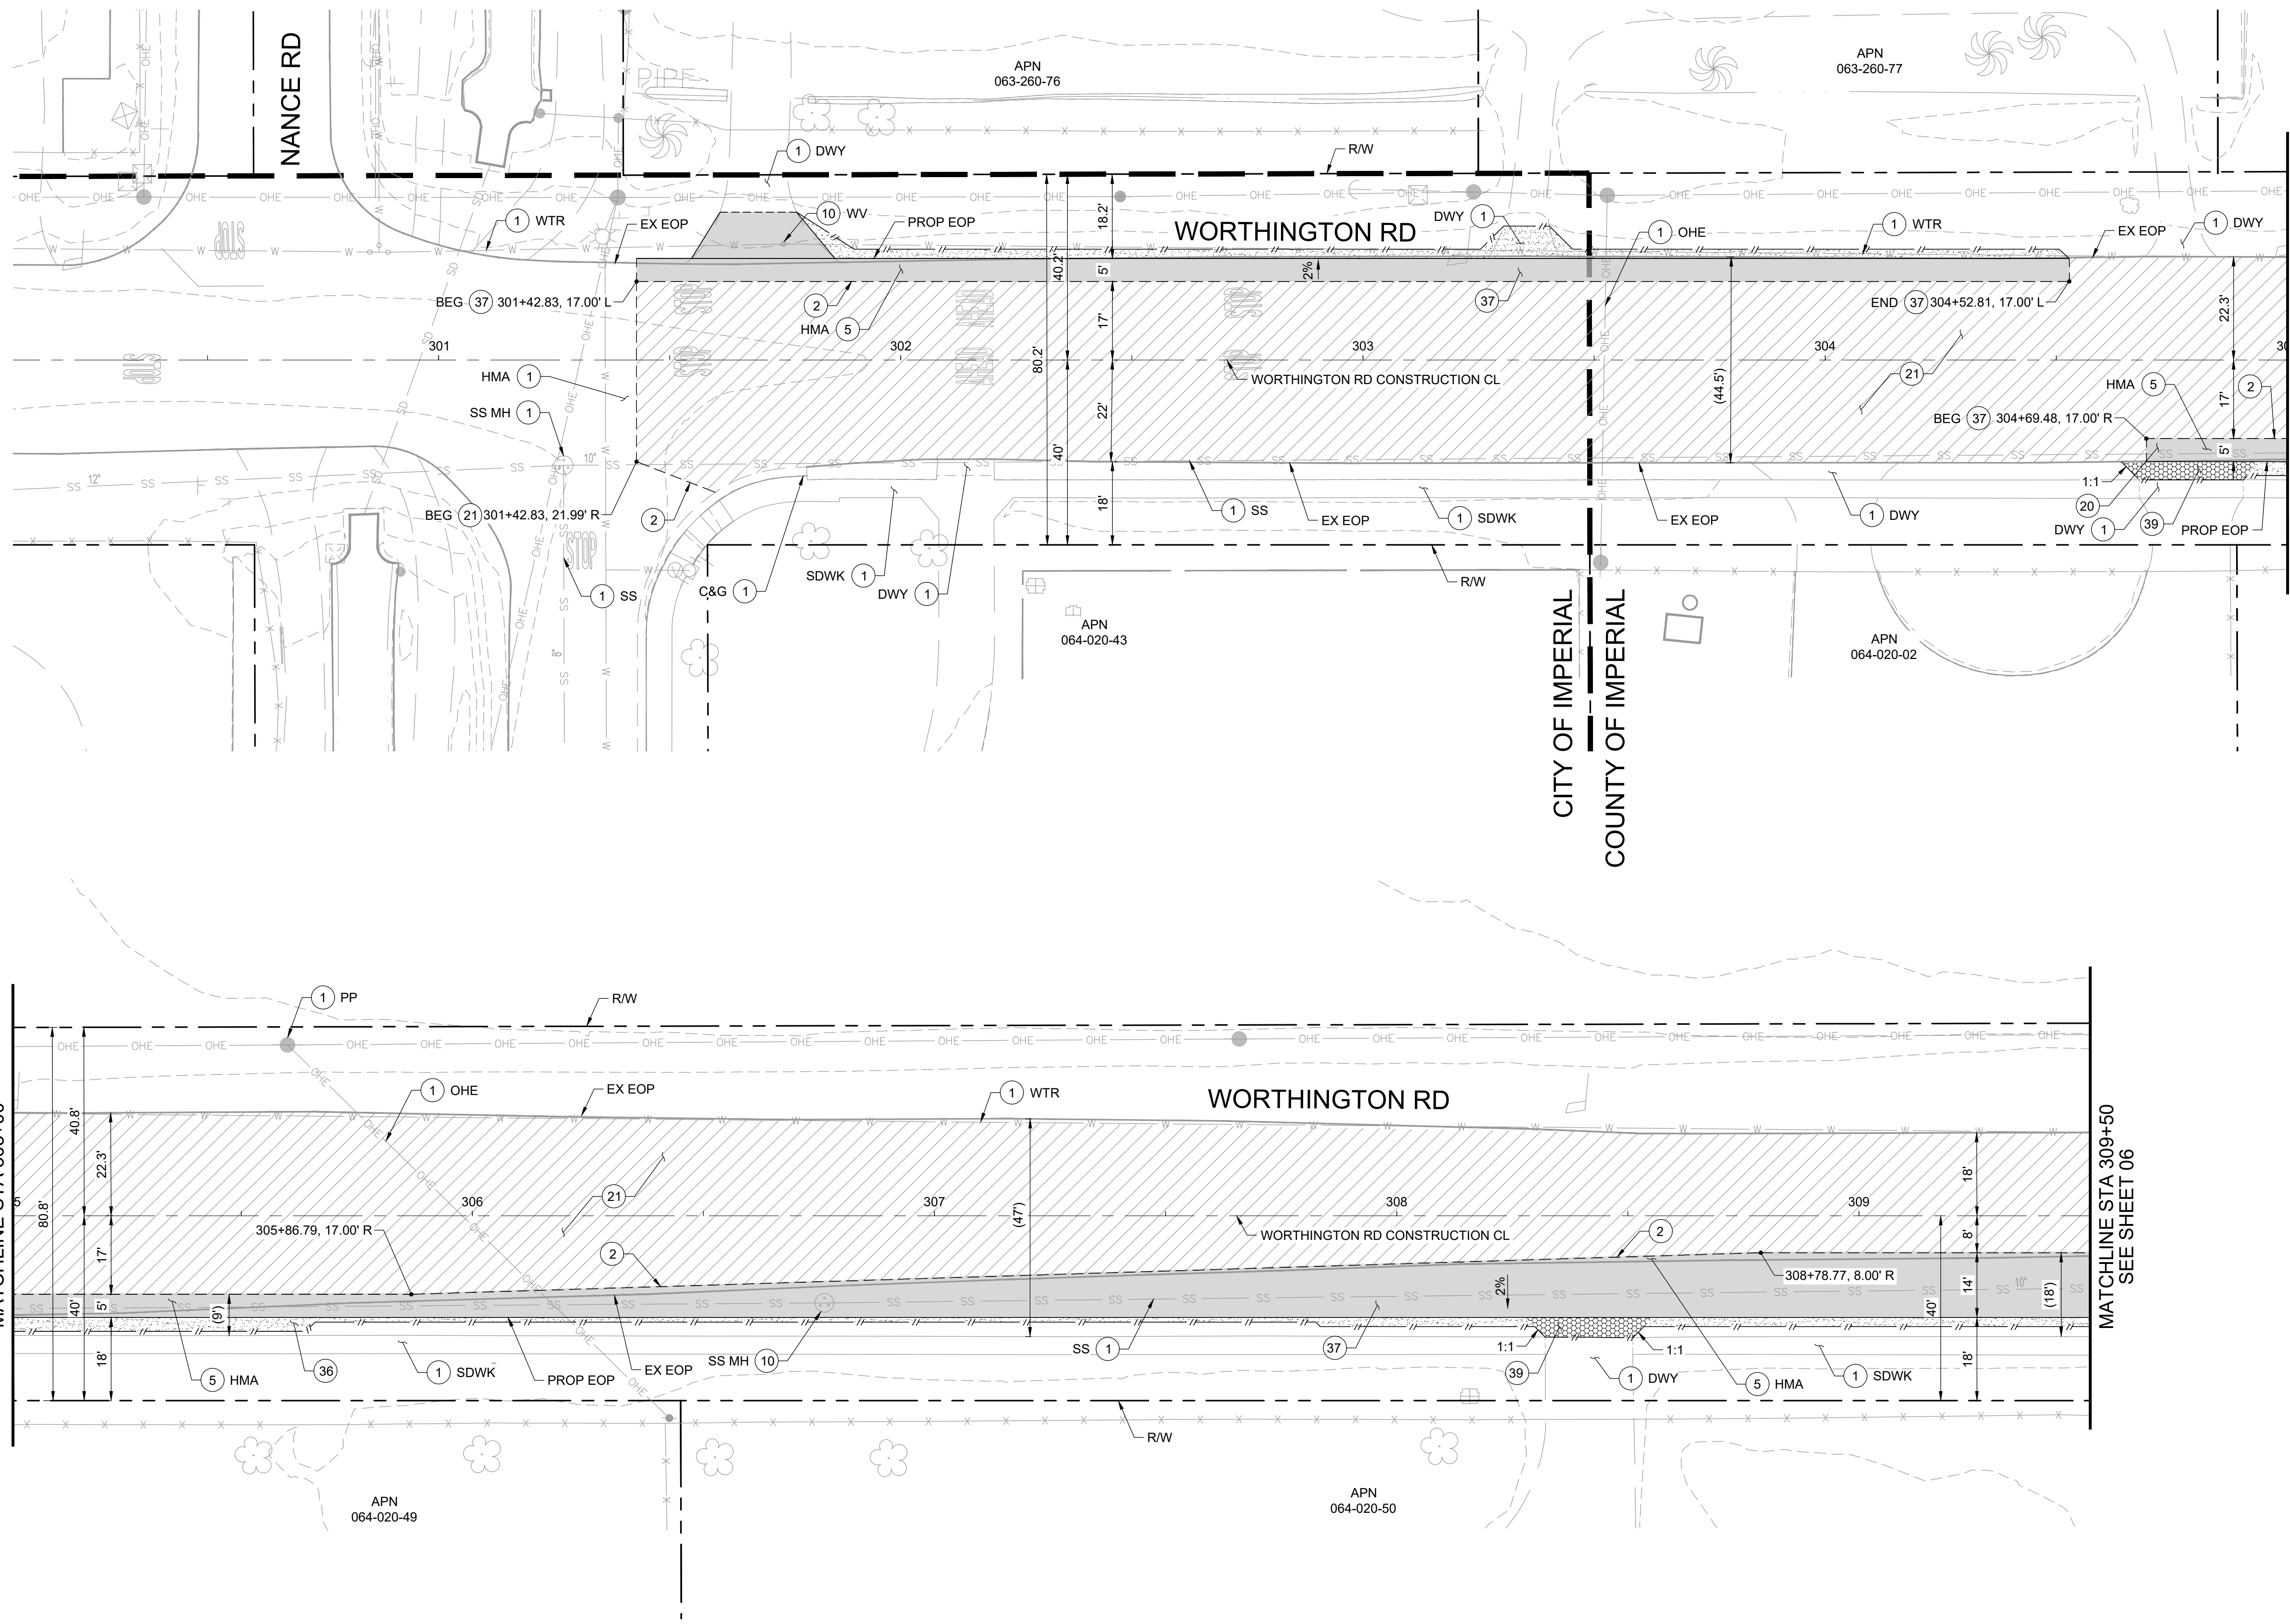 NANCE RD
APN
063-260-76
APN
063-260-77
PIPE
1 DWY
R/W
1 WTR
EX EOP
10 WV
PROP EOP
18.2'
WORTHINGTON RD
DWY 1
1 OHE
1 WTR
EX EOP
1 DWY
STOP
BEG 37 301+42.83, 17.00' L
2
HMA 5
40.2'
5'
2%
37
END 37 304+52.81, 17.00' L
22.3'
17'
80.2'
301
302
303
304
30
WORTHINGTON RD CONSTRUCTION CL
(44.5')
21
HMA 1
SS MH 1
22'
40'
HMA 5
2
17'
BEG 37 304+69.48, 17.00' R
5'
12"
10"
BEG 21 301+42.83, 21.99' R
2
18'
1 SS
EX EOP
1 SDWK
EX EOP
1 DWY
1:1
20
DWY 1
39
PROP EOP
STOP
1 SS
C&G 1
SDWK 1
DWY 1
R/W
8"
APN
064-020-43
APN
064-020-02
CITY OF IMPERIAL
COUNTY OF IMPERIAL
1 PP
R/W
OHE
1 OHE
EX EOP
1 WTR
WORTHINGTON RD
40.8'
22.3'
80.8'
5
306
307
308
309
21
(47')
18'
305+86.79, 17.00' R
WORTHINGTON RD CONSTRUCTION CL
2
2
8'
17'
308+78.77, 8.00' R
2%
10"
14'
(18')
40'
5'
(9')
40'
18'
5 HMA
36
1 SDWK
PROP EOP
EX EOP
SS MH 10
SS 1
37
1:1
39
1:1
1 DWY
5 HMA
1 SDWK
18'
R/W
APN
064-020-49
APN
064-020-50
MATCHLINE STA 309+50
SEE SHEET 06